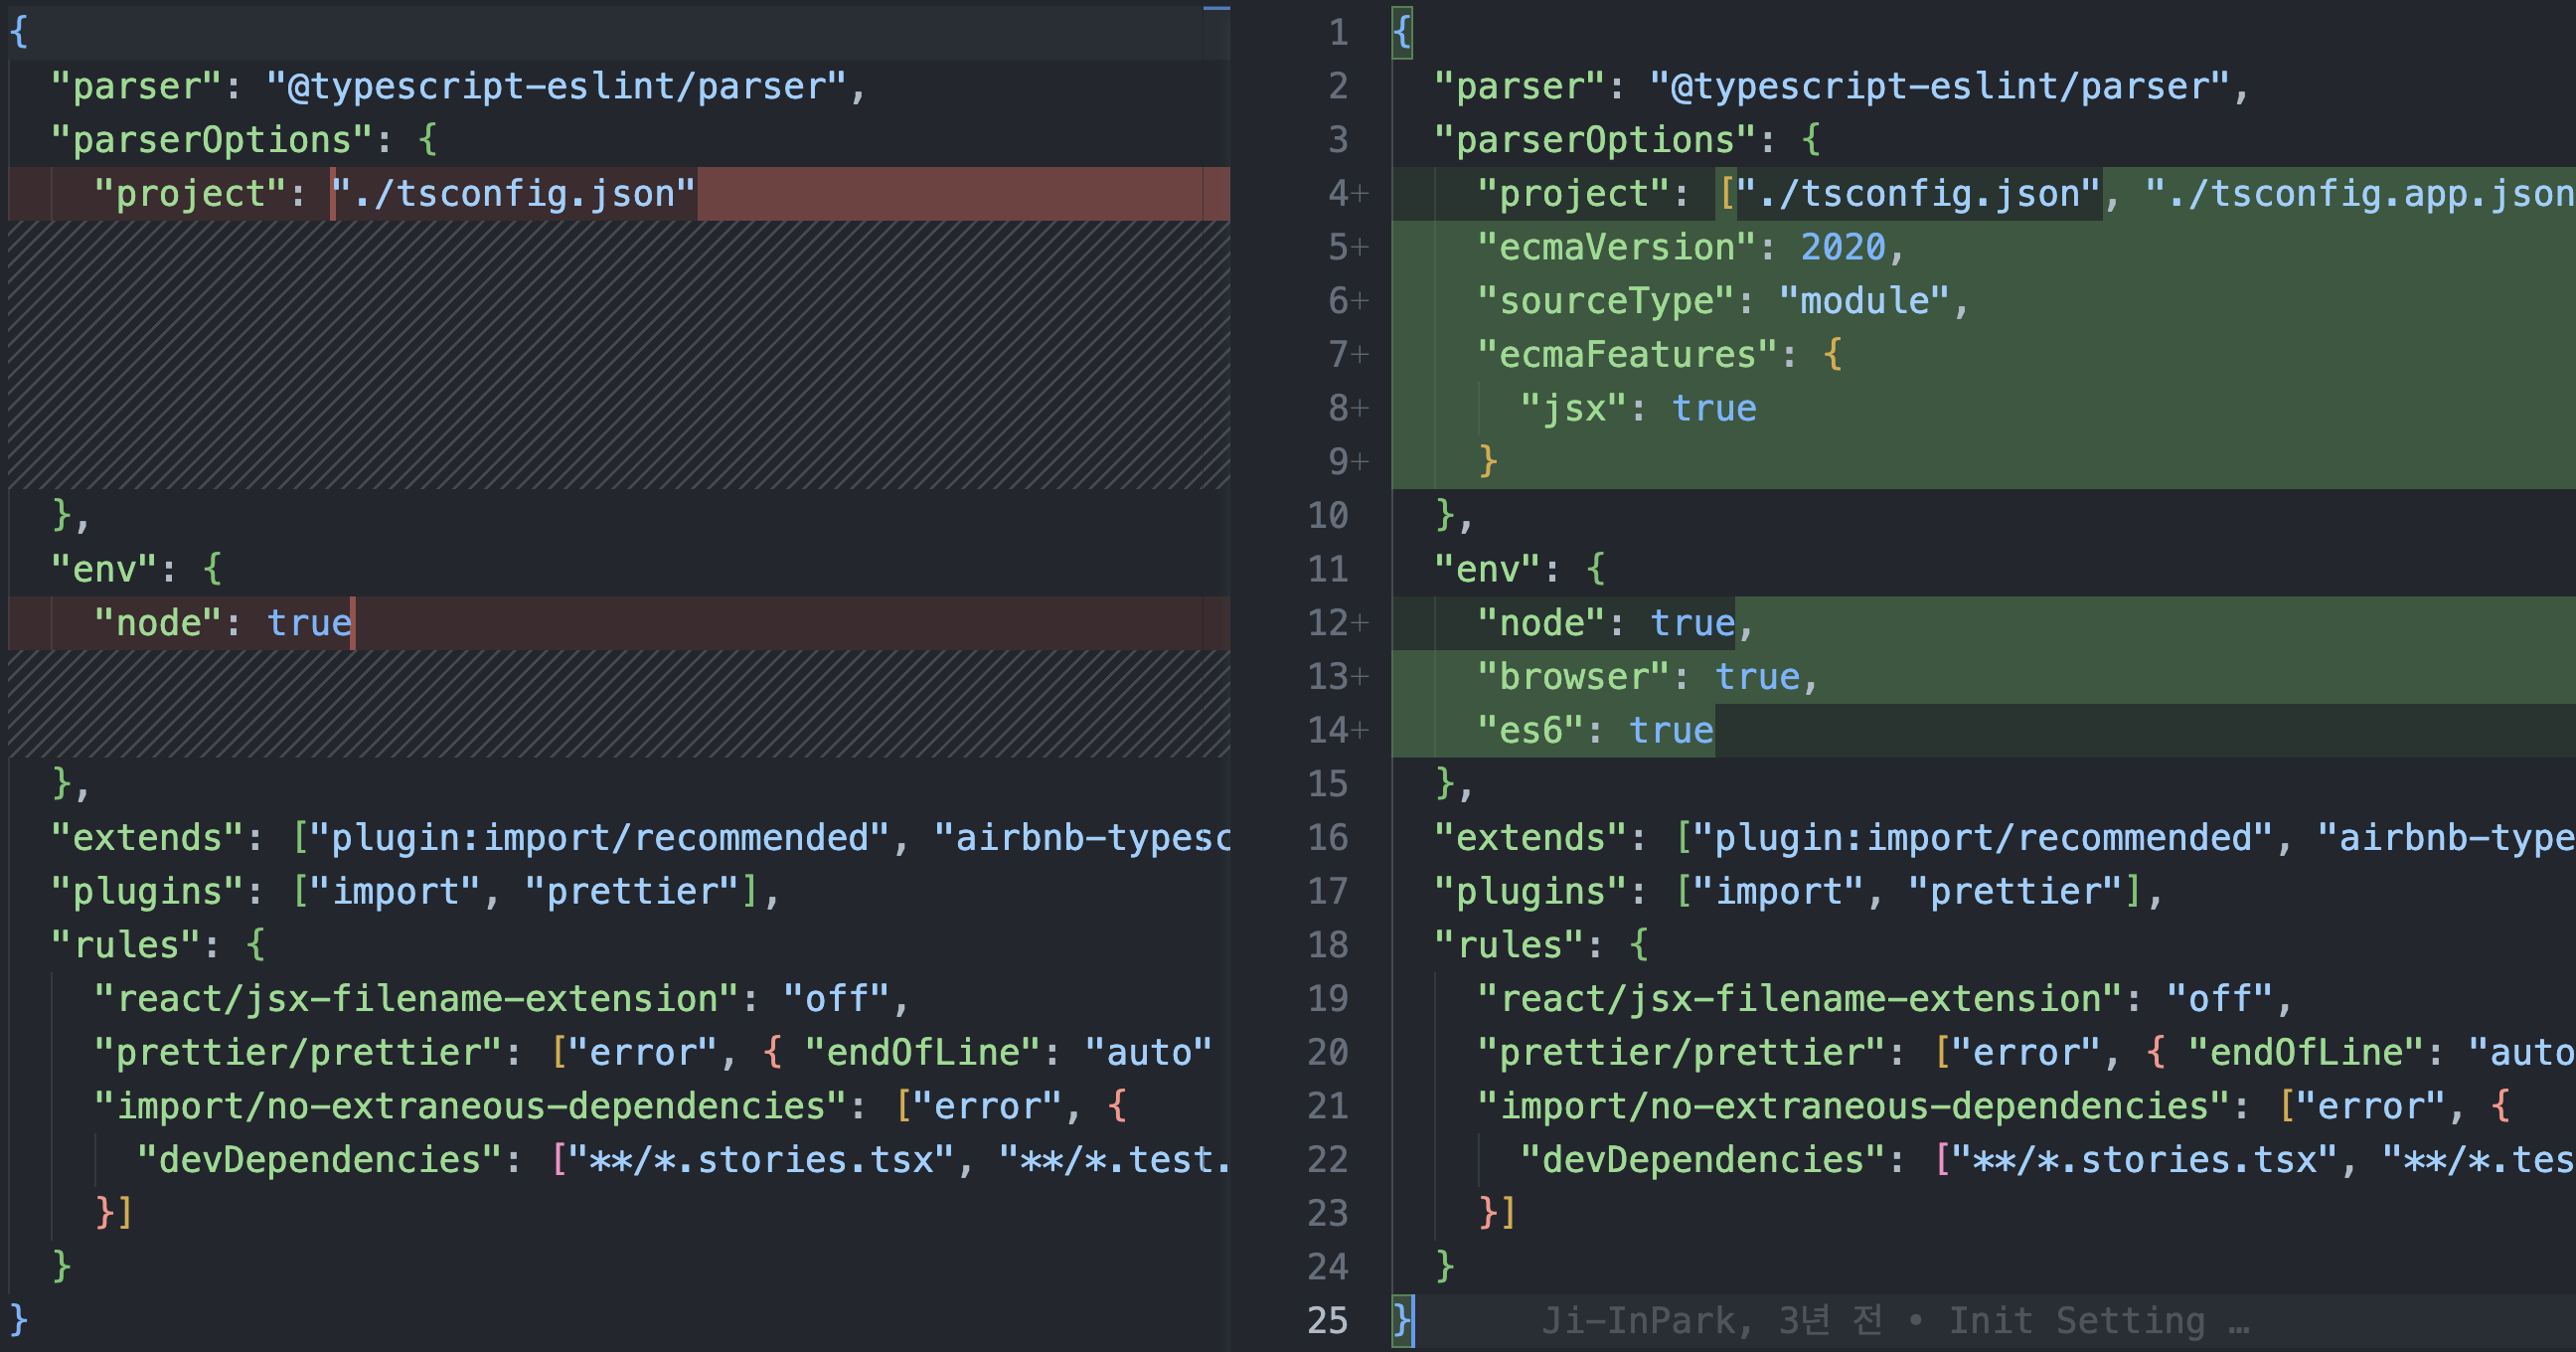 {
  "parser": "@typescript-eslint/parser",
  "parserOptions": {
    "project": "./tsconfig.json"
  },
  "env": {
    "node": true
  },
  "extends": ["plugin:import/recommended", "airbnb-typesc
  "plugins": ["import", "prettier"],
  "rules": {
    "react/jsx-filename-extension": "off",
    "prettier/prettier": ["error", { "endOfLine": "auto"
    "import/no-extraneous-dependencies": ["error", {
      "devDependencies": ["**/*.stories.tsx", "**/*.test.
    }]
  }
}
1 {
2   "parser": "@typescript-eslint/parser",
3   "parserOptions": {
4+     "project": ["./tsconfig.json", "./tsconfig.app.json
5+     "ecmaVersion": 2020,
6+     "sourceType": "module",
7+     "ecmaFeatures": {
8+       "jsx": true
9+     }
10   },
11   "env": {
12+     "node": true,
13+     "browser": true,
14+     "es6": true
15   },
16   "extends": ["plugin:import/recommended", "airbnb-type
17   "plugins": ["import", "prettier"],
18   "rules": {
19     "react/jsx-filename-extension": "off",
20     "prettier/prettier": ["error", { "endOfLine": "auto
21     "import/no-extraneous-dependencies": ["error", {
22       "devDependencies": ["**/*.stories.tsx", "**/*.tes
23     }]
24   }
25 } Ji-InPark, 3년 전 • Init Setting …